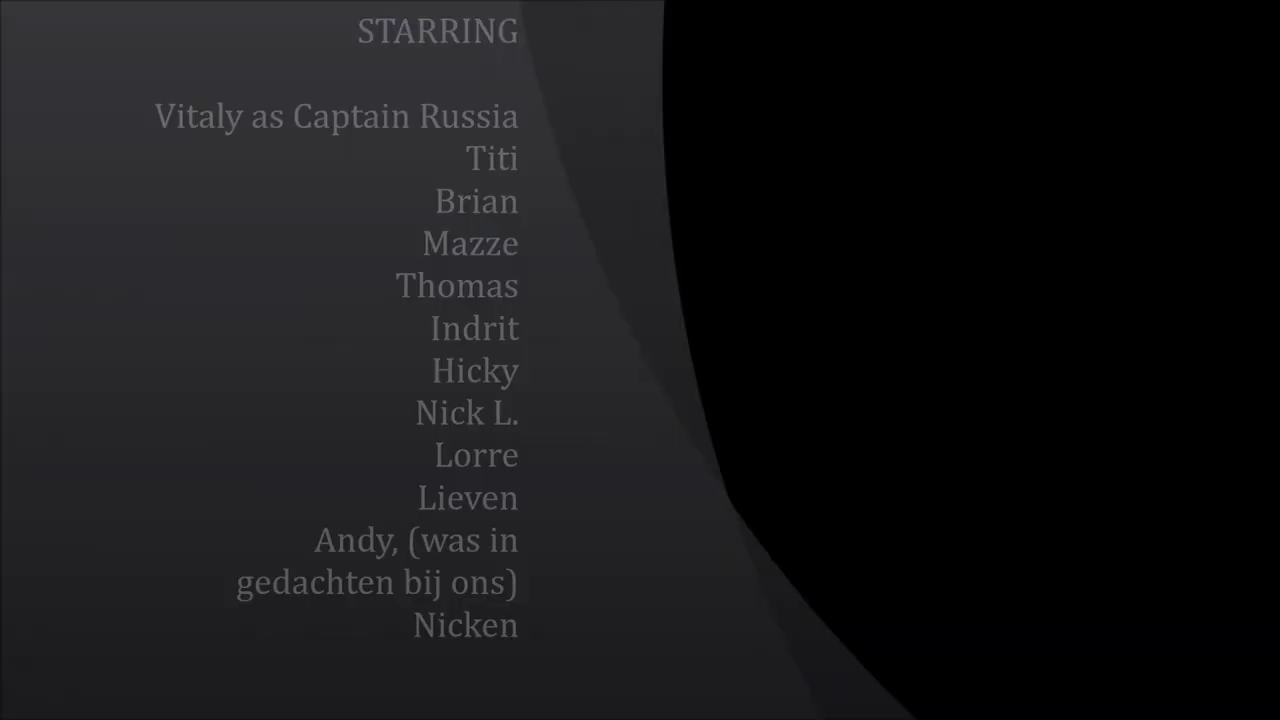 STARRING
Vitaly as Captain Russia
Titi
Brian
Mazze
Thomas
Indrit
Hicky
Nick L.
Lorre
Lieven
Andy, (was in
gedachten bij ons)
Nicken